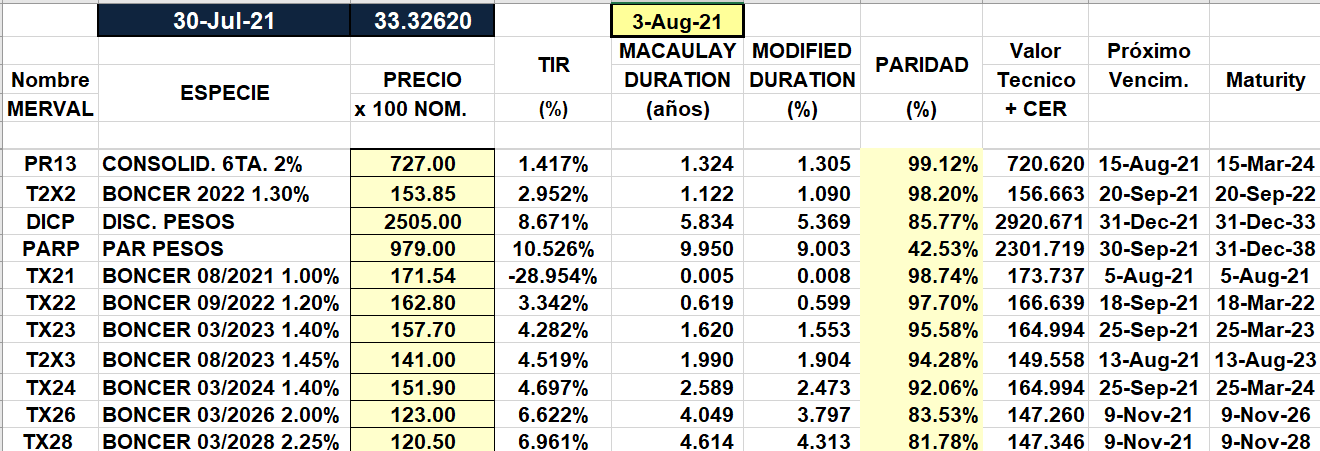 30-Jul-21 33.32620 3-Aug-21
MACAULAY MODIFIED Valor Próximo
TIR PARIDAD
Nombre PRECIO DURATION DURATION Tecnico Vencim. Maturity
ESPECIE
MERVAL x 100 NOM. (%) (años) (%) (%) + CER
PR13 CONSOLID. 6TA. 2% 727.00 1.417% 1.324 1.305 99.12% 720.620 15-Aug-21 15-Mar-24
T2X2 BONCER 2022 1.30% 153.85 2.952% 1.122 1.090 98.20% 156.663 20-Sep-21 20-Sep-22
DICP DISC. PESOS 2505.00 8.671% 5.834 5.369 85.77% 2920.671 31-Dec-21 31-Dec-33
PARP PAR PESOS 979.00 10.526% 9.950 9.003 42.53% 2301.719 30-Sep-21 31-Dec-38
TX21 BONCER 08/2021 1.00% 171.54 -28.954% 0.005 0.008 98.74% 173.737 5-Aug-21 5-Aug-21
TX22 BONCER 09/2022 1.20% 162.80 3.342% 0.619 0.599 97.70% 166.639 18-Sep-21 18-Mar-22
TX23 BONCER 03/2023 1.40% 157.70 4.282% 1.620 1.553 95.58% 164.994 25-Sep-21 25-Mar-23
T2X3 BONCER 08/2023 1.45% 141.00 4.519% 1.990 1.904 94.28% 149.558 13-Aug-21 13-Aug-23
TX24 BONCER 03/2024 1.40% 151.90 4.697% 2.589 2.473 92.06% 164.994 25-Sep-21 25-Mar-24
TX26 BONCER 03/2026 2.00% 123.00 6.622% 4.049 3.797 83.53% 147.260 9-Nov-21 9-Nov-26
TX28 BONCER 03/2028 2.25% 120.50 6.961% 4.614 4.313 81.78% 147.346 9-Nov-21 9-Nov-28